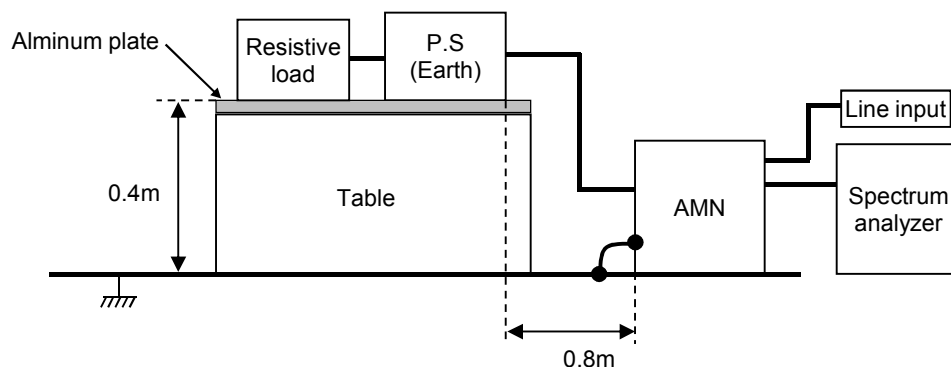 Alminum plate
Resistive
load
P.S
(Earth)
Line input
0.4m
Table
AMN
Spectrum
analyzer
0.8m